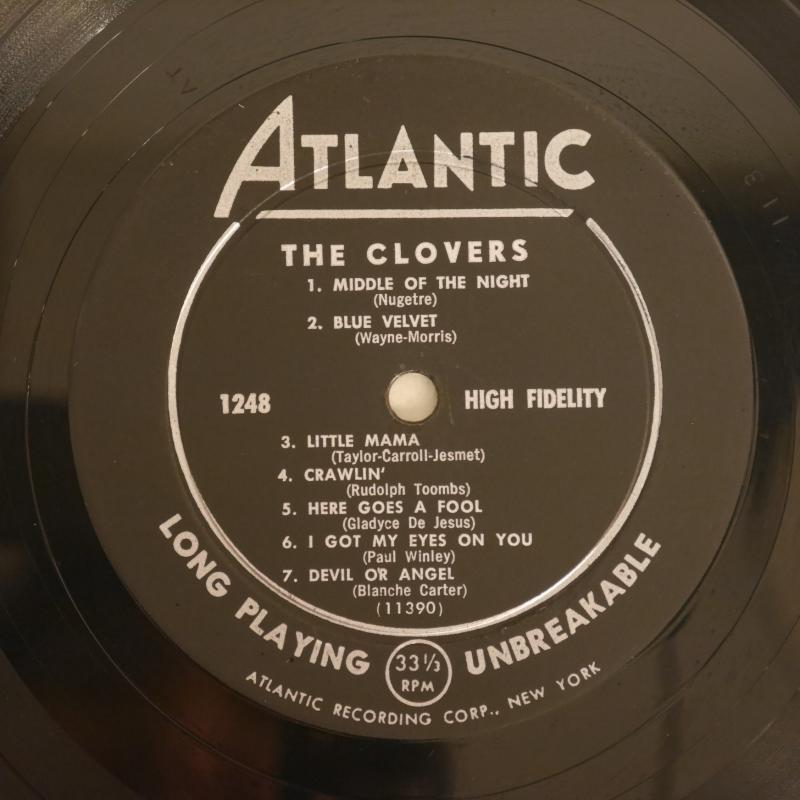 ATLANTIC
THE CLOVERS
1. MIDDLE OF THE NIGHT
(Nugetre)
2. BLUE VELVET
(Wayne-Morris)
1248
HIGH FIDELITY
3. LITTLE MAMA
(Taylor-Carroll-Jesmet)
4. CRAWLIN'
(Rudolph Toombs)
5. HERE GOES A FOOL
(Gladyce De Jesus)
6. I GOT MY EYES ON YOU
(Paul Winley)
7. DEVIL OR ANGEL
(Blanche Carter)
(11390)
LONG PLAYING
33 1/3
RPM
UNBREAKABLE
ATLANTIC RECORDING CORP., NEW YORK